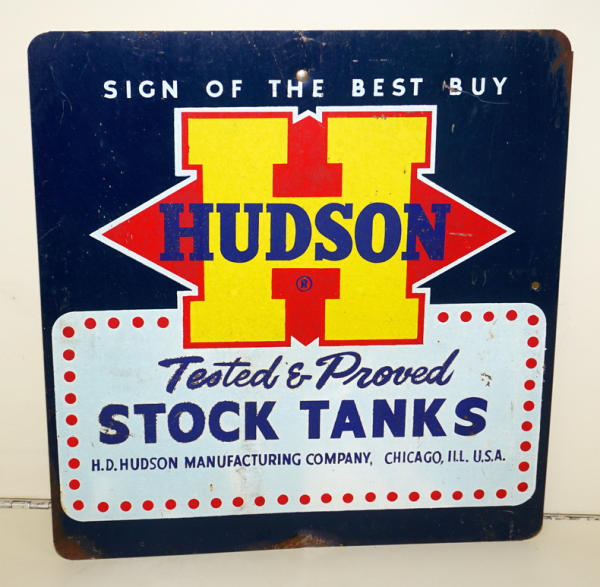 SIGN OF THE BEST BUY
H
HUDSON
®
Tested & Proved
STOCK TANKS
H.D. HUDSON MANUFACTURING COMPANY, CHICAGO, ILL. U.S.A.